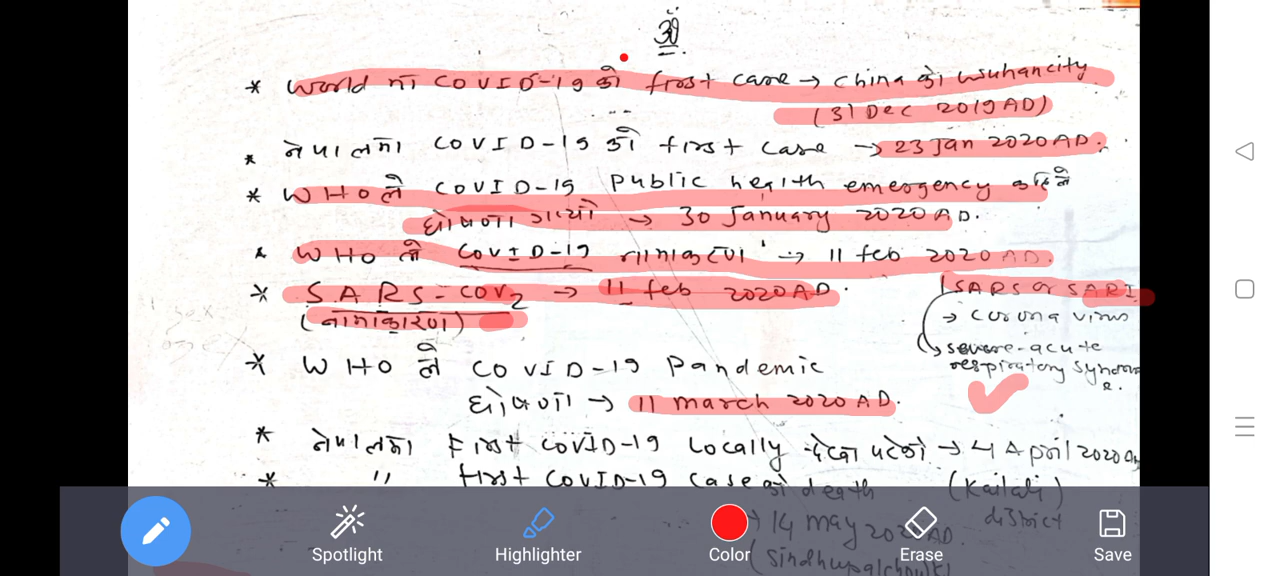 ॐ
* World मा COVID-19 को first case → China को wuhan city
(31 Dec 2019 AD)
* नेपालमा COVID-19 को first case → 23 Jan 2020 AD.
* WHO ले COVID-19 Public health emergency कहिले
घोषणा गर्यो → 30 January 2020 AD.
* WHO ले COVID-19 नामाकरण → 11 feb 2020 AD.
* SARS-COV2 → 11 feb 2020 AD.
(नामाकरण)
SARS or SARI
→ corona virus
→ severe-acute
respiratory syndrome.
* WHO ले COVID-19 Pandemic
घोषणा → 11 march 2020 AD.
* नेपालमा First COVID-19 Locally देखा परेको → 4 April 2020 AD
(Kailali)
district
* " first COVID-19 case को death
→ 14 may 2020 AD.
(Sindhupalchowk)
Spotlight
Highlighter
Color
Erase
Save